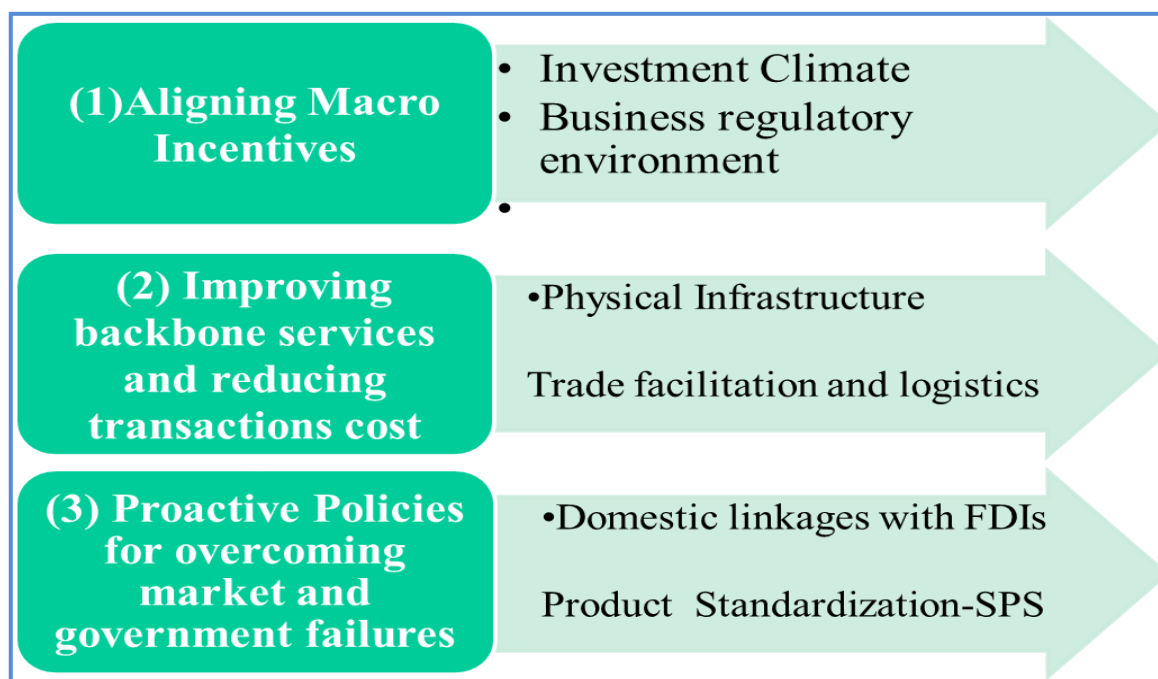 (1)Aligning Macro
Incentives
• Investment Climate
• Business regulatory
environment
•
(2) Improving
backbone services
and reducing
transactions cost
•Physical Infrastructure
Trade facilitation and logistics
(3) Proactive Policies
for overcoming
market and
government failures
•Domestic linkages with FDIs
Product Standardization-SPS